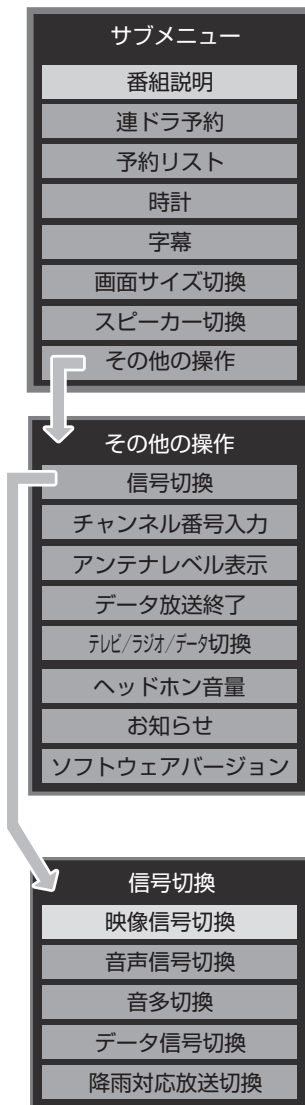 サブメニュー
番組説明
連ドラ予約
予約リスト
時計
字幕
画面サイズ切換
スピーカー切換
その他の操作
その他の操作
信号切換
チャンネル番号入力
アンテナレベル表示
データ放送終了
テレビ/ラジオ/データ切換
ヘッドホン音量
お知らせ
ソフトウェアバージョン
信号切換
映像信号切換
音声信号切換
音多切換
データ信号切換
降雨対応放送切換